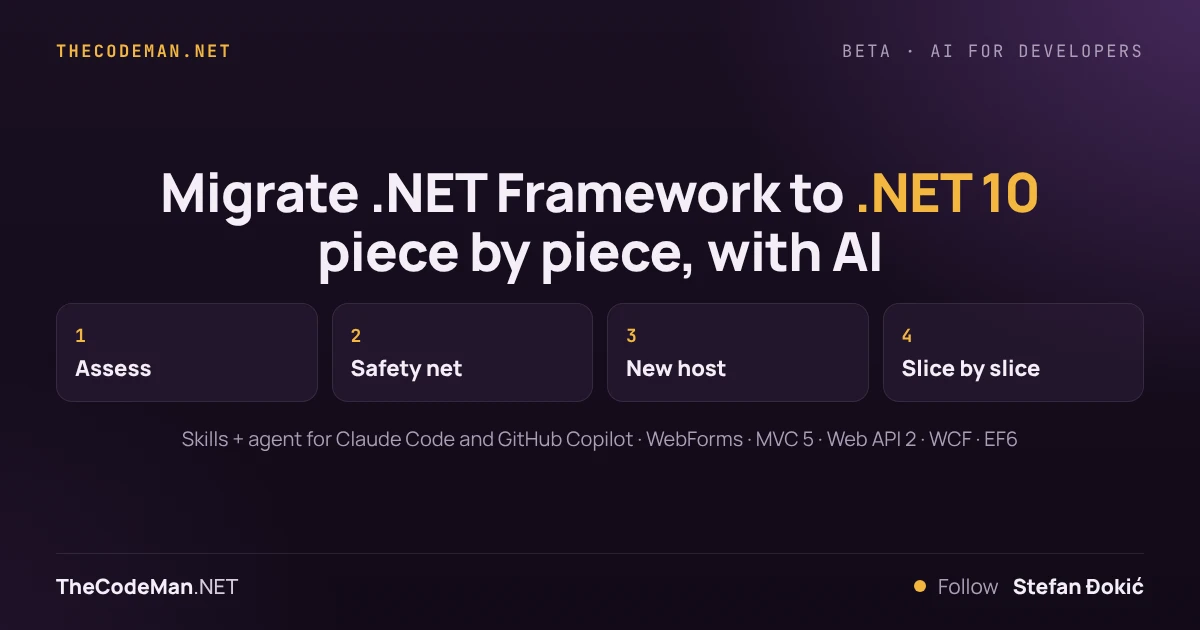 THECODEMAN.NET
BETA · AI FOR DEVELOPERS
Migrate .NET Framework to .NET 10
piece by piece, with AI
1
Assess
2
Safety net
3
New host
4
Slice by slice
Skills + agent for Claude Code and GitHub Copilot · WebForms · MVC 5 · Web API 2 · WCF · EF6
TheCodeMan.NET
Follow Stefan Đokić